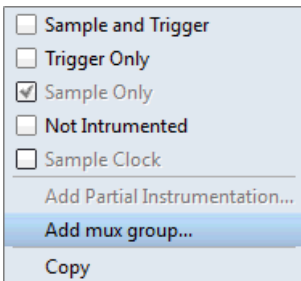 Sample and Trigger
Trigger Only
Sample Only
Not Intrumented
Sample Clock
Add Partial Instrumentation...
Add mux group...
Copy